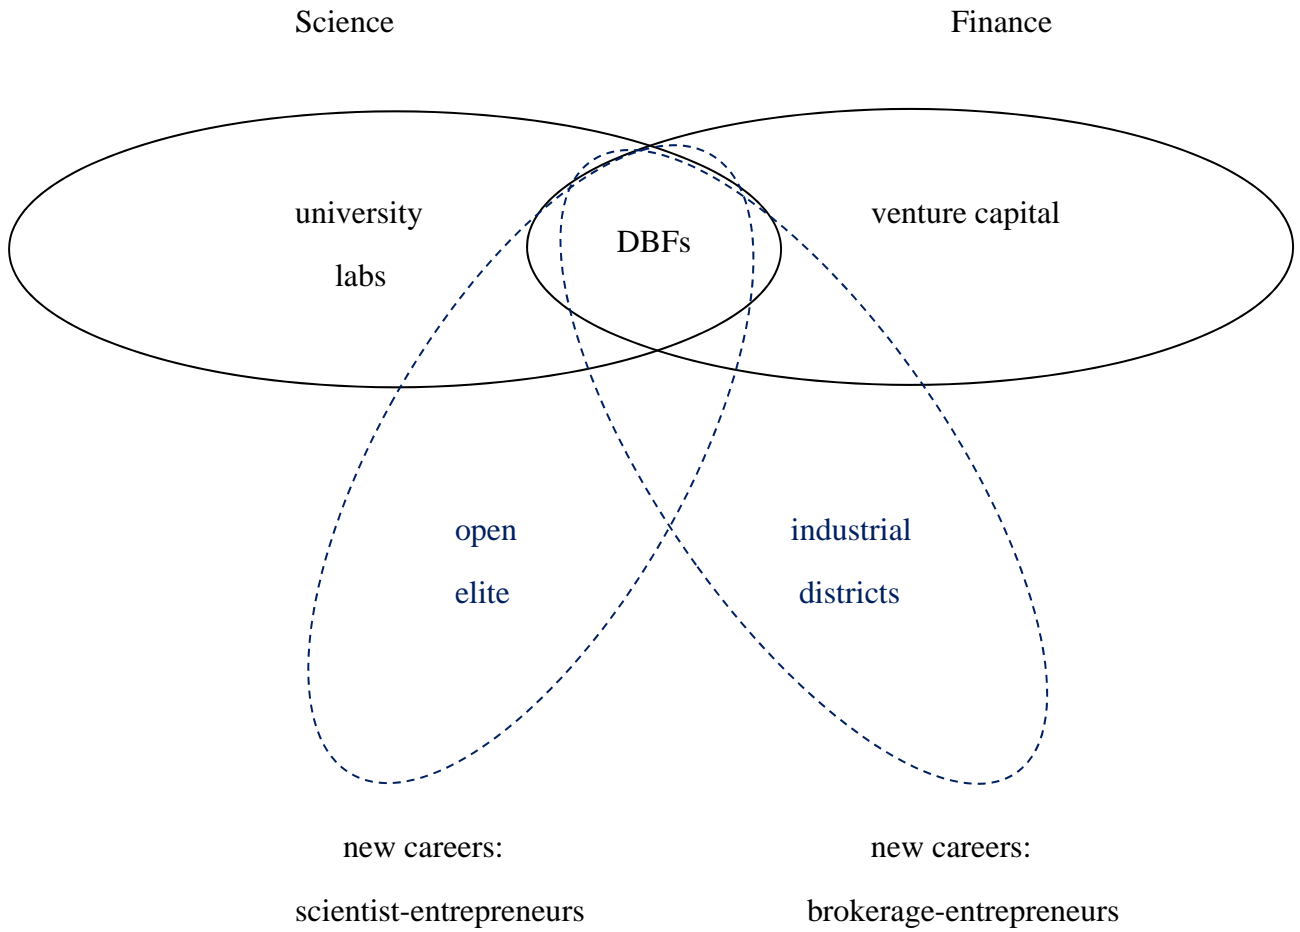 Science
Finance
university
labs
DBFs
venture capital
open
elite
industrial
districts
new careers:
scientist-entrepreneurs
new careers:
brokerage-entrepreneurs